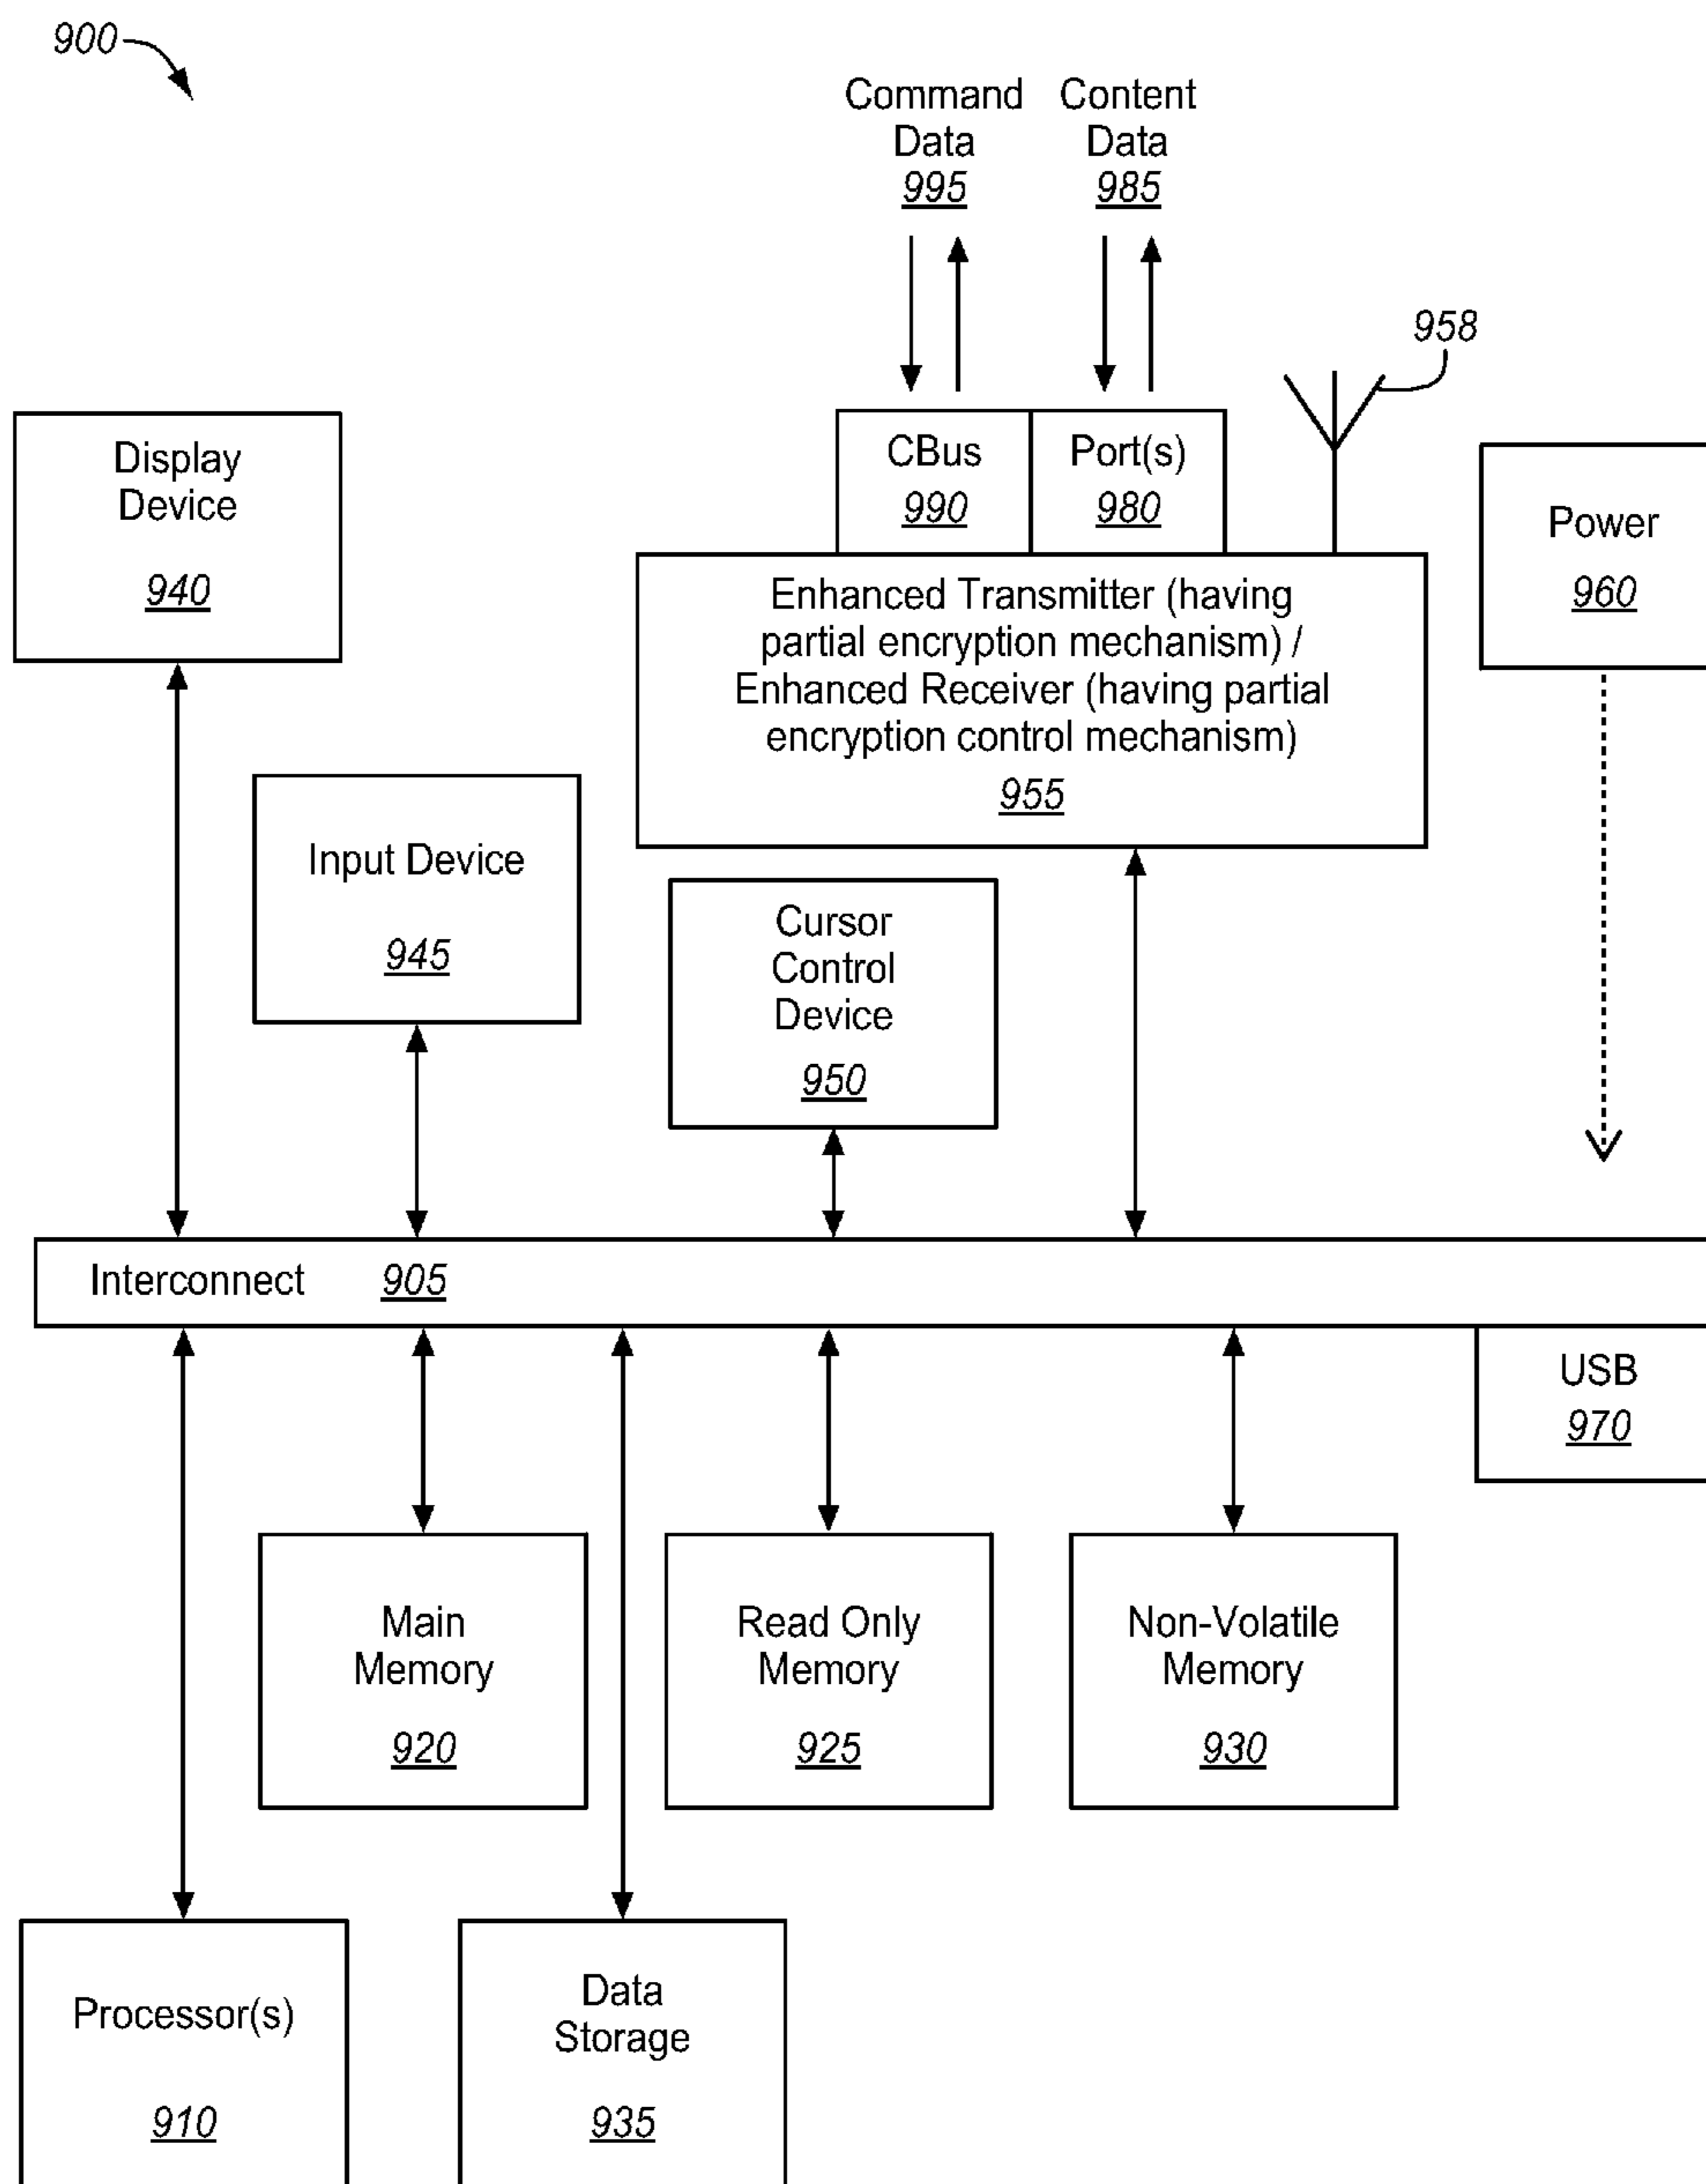 900
Command
Data
995
Content
Data
985
958
Display
Device
940
CBus
990
Port(s)
980
Power
960
Enhanced Transmitter (having
partial encryption mechanism) /
Enhanced Receiver (having partial
encryption control mechanism)
955
Input Device
945
Cursor
Control
Device
950
Interconnect 905
USB
970
Main
Memory
920
Read Only
Memory
925
Non-Volatile
Memory
930
Processor(s)
910
Data
Storage
935